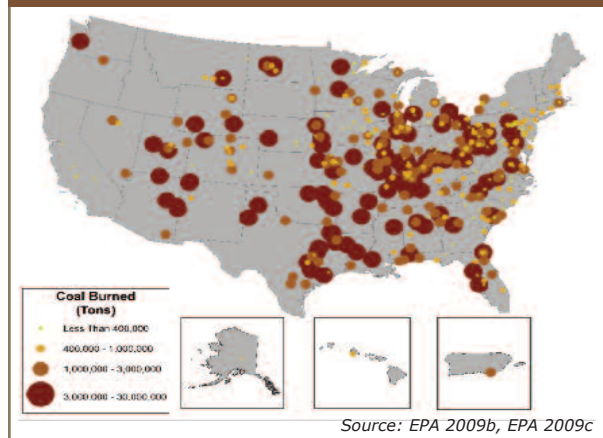 Coal Burned
(Tons)
Less Than 400,000
400,000 - 1,000,000
1,000,000 - 3,000,000
3,000,000 - 30,000,000
Source: EPA 2009b, EPA 2009c